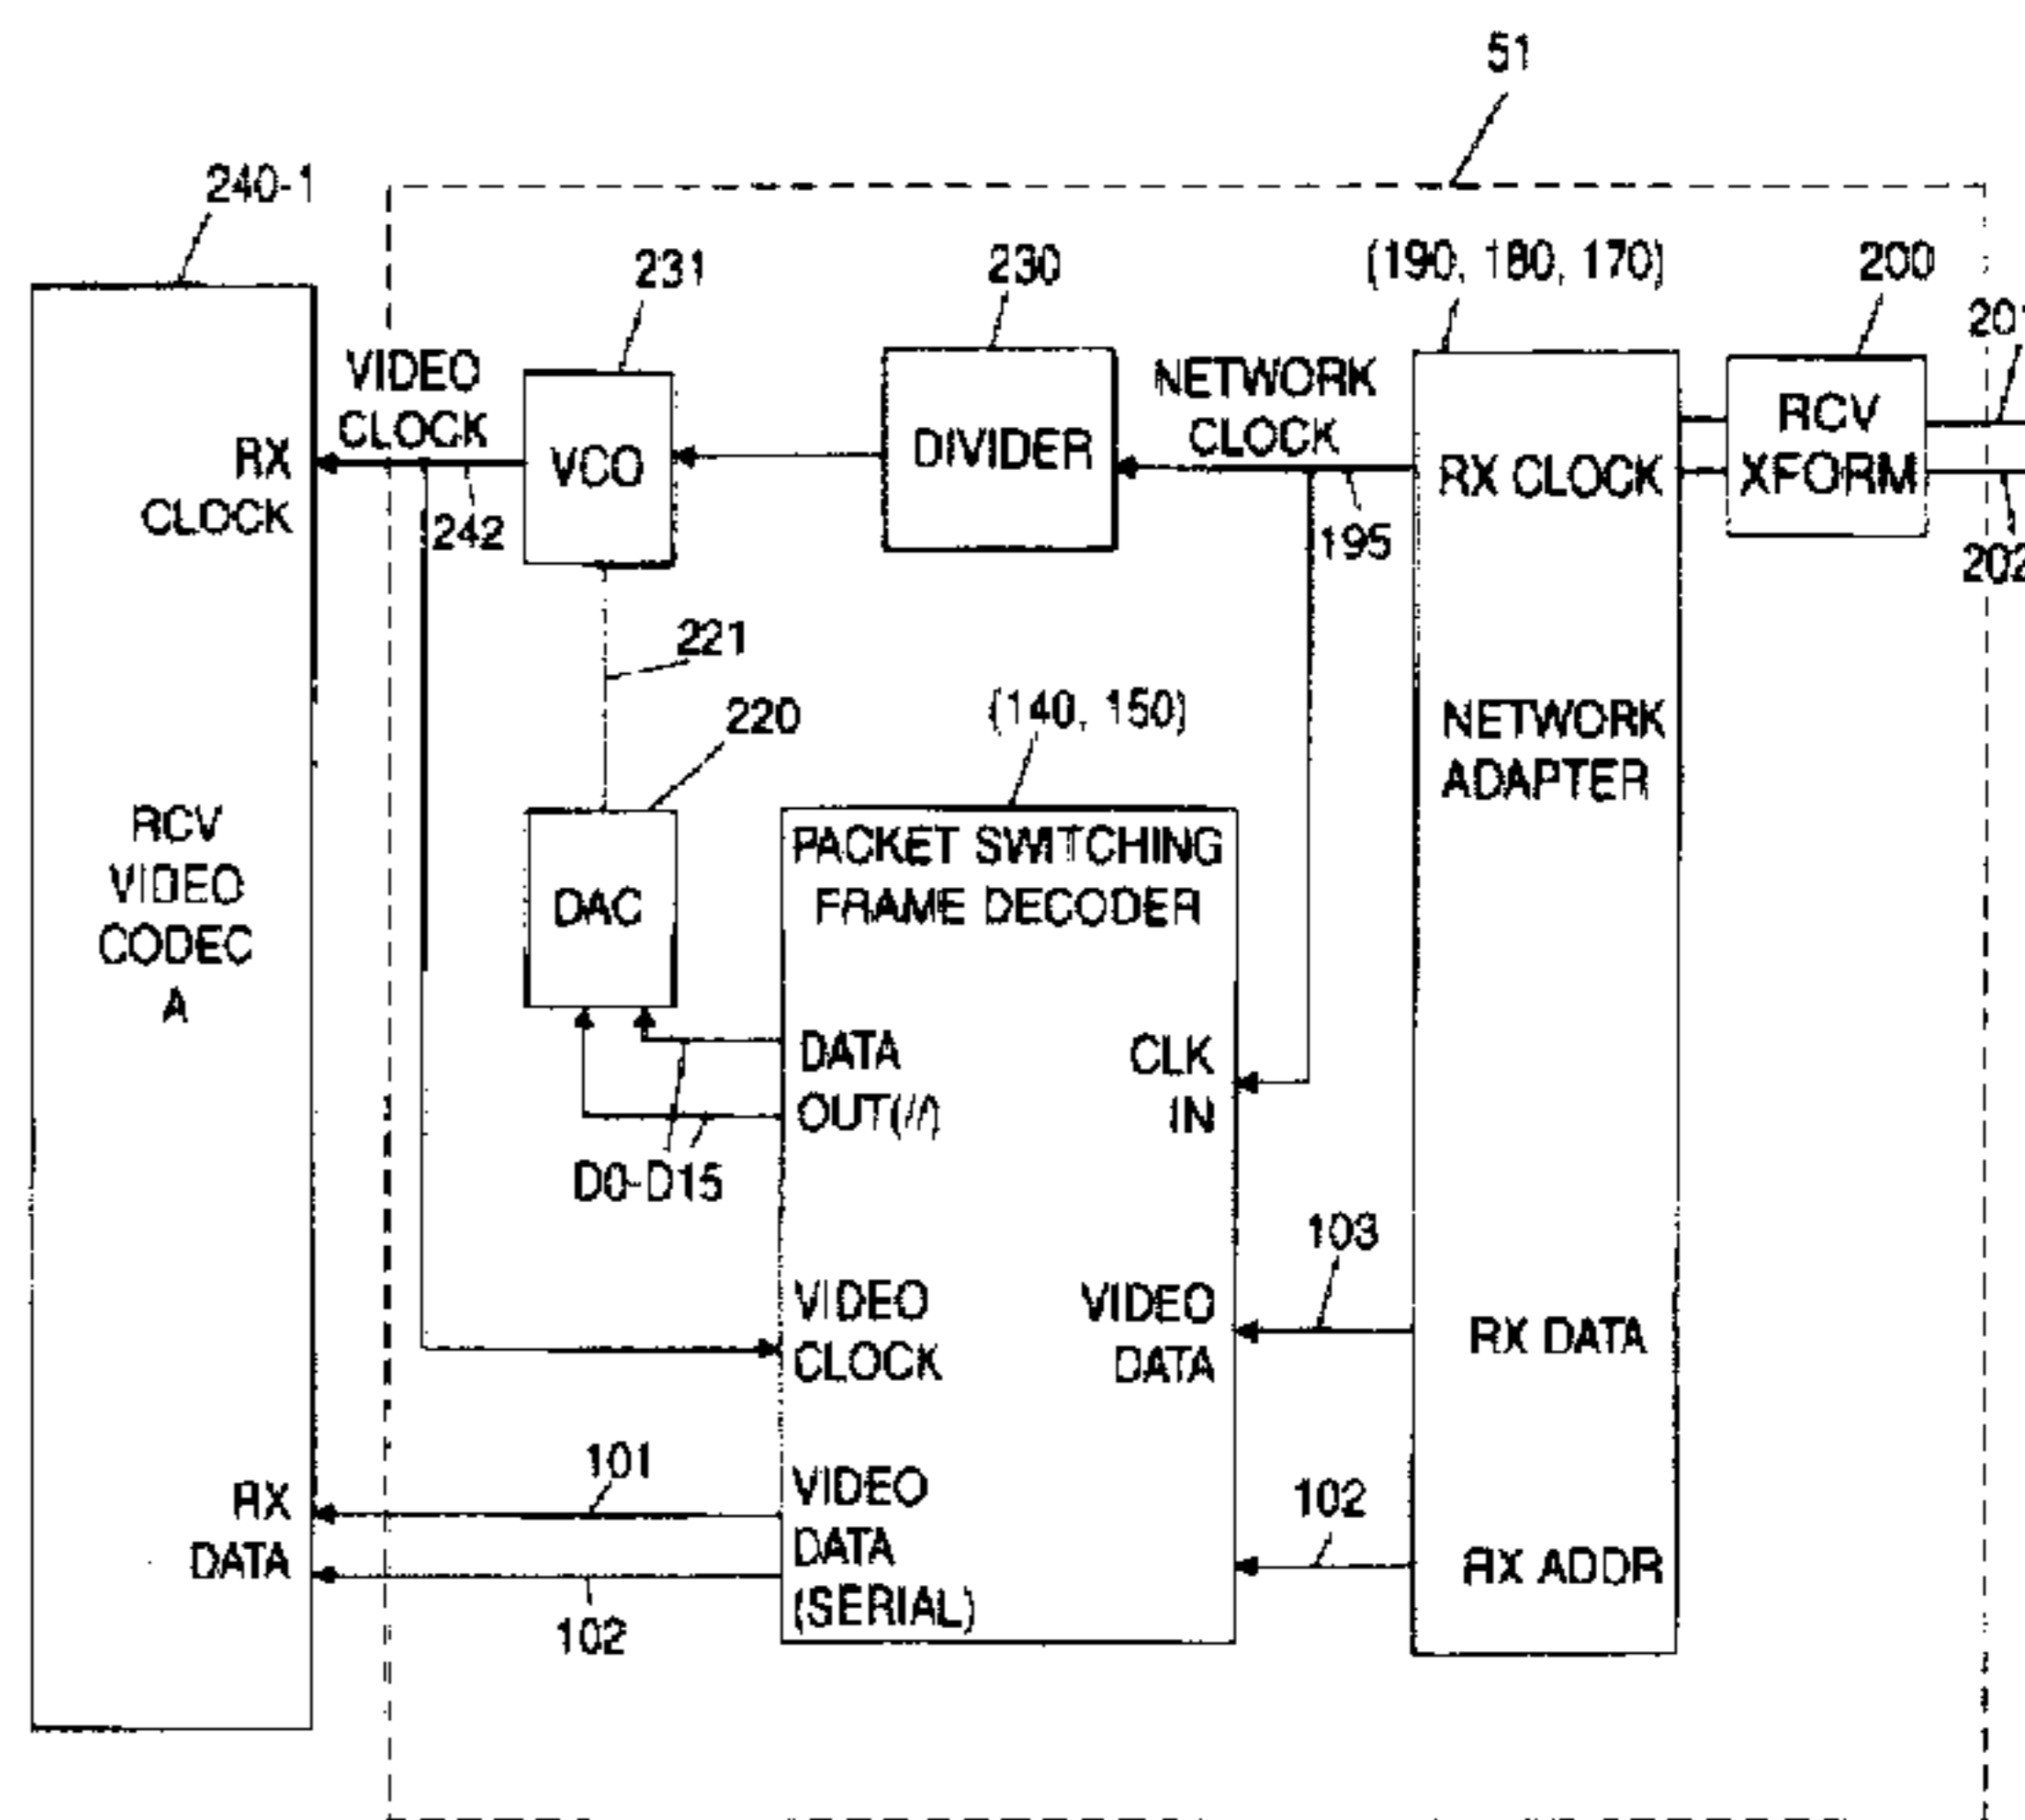 51
240-1
231
230
(190, 180, 170)
200
201
VIDEO
CLOCK
NETWORK
CLOCK
RX
CLOCK
VCO
DIVIDER
RX CLOCK
RCV
XFORM
242
195
202
221
220
(140, 150)
NETWORK
ADAPTER
RCV
VIDEO
CODEC
A
DAC
PACKET SWITCHING
FRAME DECODER
DATA
OUT(//)
CLK
IN
D0-D15
103
VIDEO
CLOCK
VIDEO
DATA
RX DATA
101
102
RX
DATA
VIDEO
DATA
(SERIAL)
RX ADDR
102